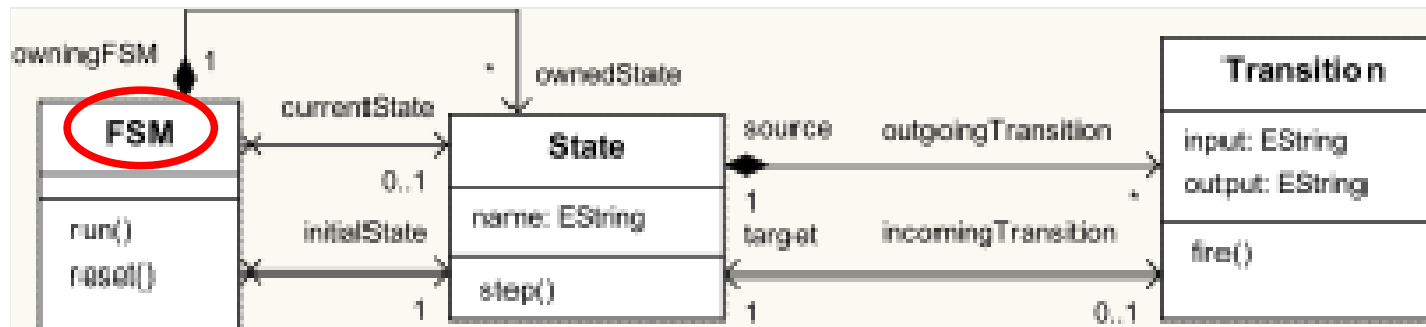 owningFSM
1
*
ownedState
FSM
run()
reset()
currentState
0..1
initialState
1
State
name: EString
step()
source
1
outgoingTransition
*
target
1
incomingTransition
0..1
Transition
input: EString
output: EString
fire()